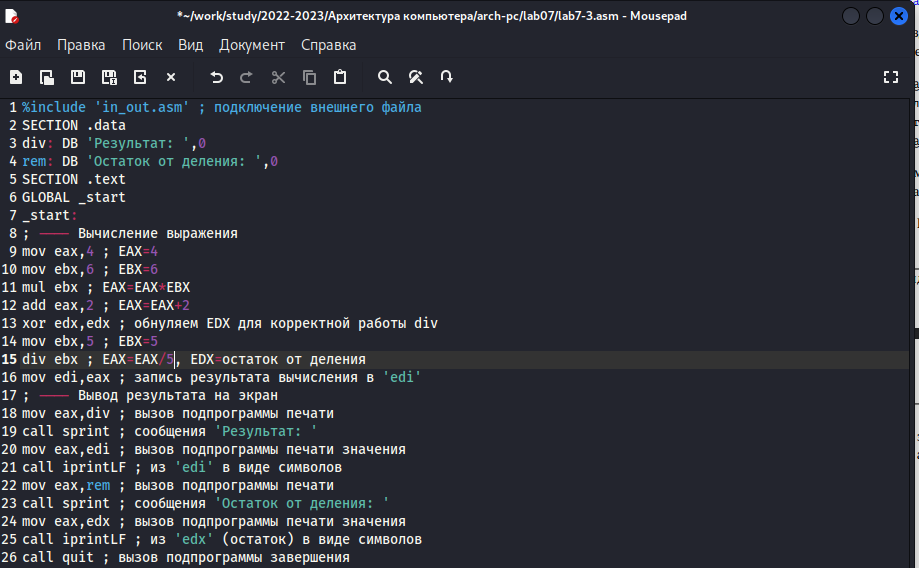 *~/work/study/2022-2023/Архитектура компьютера/arch-pc/lab07/lab7-3.asm - Mousepad
Файл Правка Поиск Вид Документ Справка
1 %include 'in_out.asm' ; подключение внешнего файла
2 SECTION .data
3 div: DB 'Результат: ',0
4 rem: DB 'Остаток от деления: ',0
5 SECTION .text
6 GLOBAL _start
7 _start:
8 ; ---- Вычисление выражения
9 mov eax,4 ; EAX=4
10 mov ebx,6 ; EBX=6
11 mul ebx ; EAX=EAX*EBX
12 add eax,2 ; EAX=EAX+2
13 xor edx,edx ; обнуляем EDX для корректной работы div
14 mov ebx,5 ; EBX=5
15 div ebx ; EAX=EAX/5, EDX=остаток от деления
16 mov edi,eax ; запись результата вычисления в 'edi'
17 ; ---- Вывод результата на экран
18 mov eax,div ; вызов подпрограммы печати
19 call sprint ; сообщения 'Результат: '
20 mov eax,edi ; вызов подпрограммы печати значения
21 call iprintLF ; из 'edi' в виде символов
22 mov eax,rem ; вызов подпрограммы печати
23 call sprint ; сообщения 'Остаток от деления: '
24 mov eax,edx ; вызов подпрограммы печати значения
25 call iprintLF ; из 'edx' (остаток) в виде символов
26 call quit ; вызов подпрограммы завершения